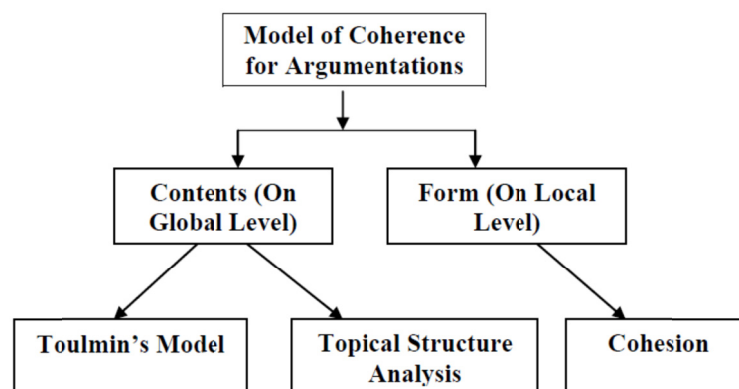 Model of Coherence
for Argumentations
Contents (On
Global Level)
Form (On Local
Level)
Toulmin’s Model
Topical Structure
Analysis
Cohesion